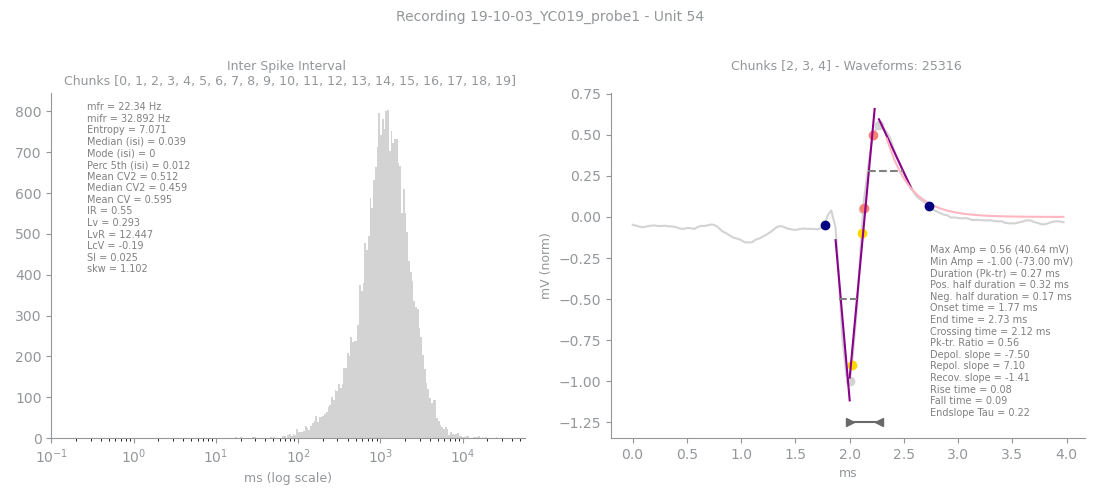 Recording 19-10-03_YC019_probe1 - Unit 54
Inter Spike Interval
Chunks [0, 1, 2, 3, 4, 5, 6, 7, 8, 9, 10, 11, 12, 13, 14, 15, 16, 17, 18, 19]
mfr = 22.34 Hz
mifr = 32.892 Hz
Entropy = 7.071
Median (isi) = 0.039
Mode (isi) = 0
Perc 5th (isi) = 0.012
Mean CV2 = 0.512
Median CV2 = 0.459
Mean CV = 0.595
IR = 0.55
Lv = 0.293
LvR = 12.447
LcV = -0.19
SI = 0.025
skw = 1.102
800
700
600
500
400
300
200
100
0
10⁻¹ 10⁰ 10¹ 10² 10³ 10⁴
ms (log scale)
Chunks [2, 3, 4] - Waveforms: 25316
mV (norm)
0.75
0.50
0.25
0.00
−0.25
−0.50
−0.75
−1.00
−1.25
Max Amp = 0.56 (40.64 mV)
Min Amp = -1.00 (-73.00 mV)
Duration (Pk-tr) = 0.27 ms
Pos. half duration = 0.32 ms
Neg. half duration = 0.17 ms
Onset time = 1.77 ms
End time = 2.73 ms
Crossing time = 2.12 ms
Pk-tr. Ratio = 0.56
Depol. slope = -7.50
Repol. slope = 7.10
Recov. slope = -1.41
Rise time = 0.08
Fall time = 0.09
Endslope Tau = 0.22
0.0 0.5 1.0 1.5 2.0 2.5 3.0 3.5 4.0
ms